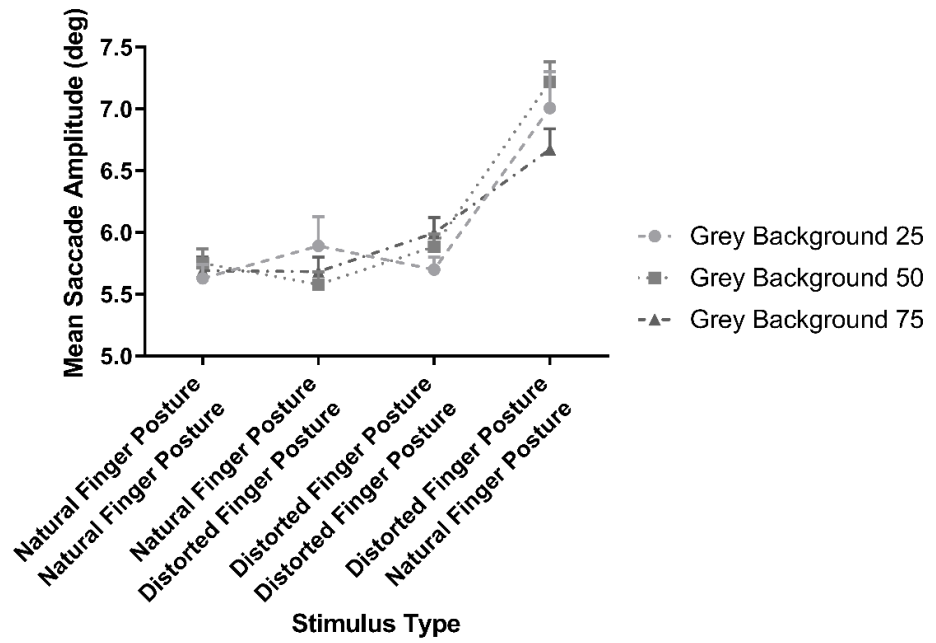 Mean Saccade Amplitude (deg)
7.5
7.0
6.5
6.0
5.5
5.0
Natural Finger Posture
Natural Finger Posture
Natural Finger Posture
Distorted Finger Posture
Distorted Finger Posture
Distorted Finger Posture
Distorted Finger Posture
Natural Finger Posture
Stimulus Type
Grey Background 25
Grey Background 50
Grey Background 75